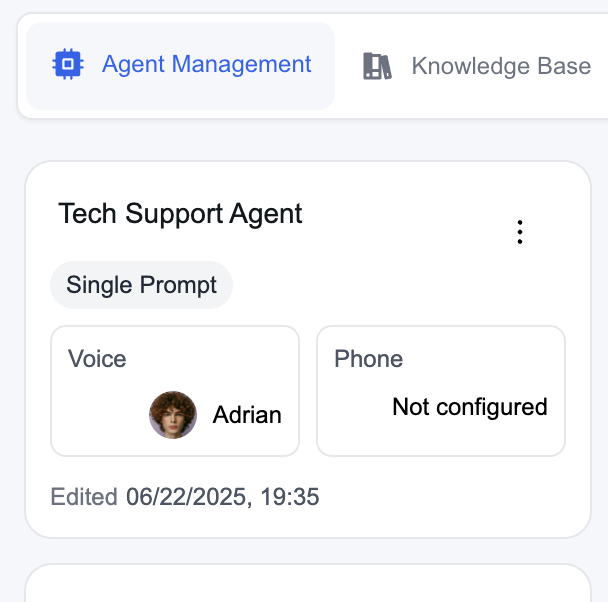 Agent Management
Knowledge Base
Tech Support Agent
Single Prompt
Voice
Adrian
Phone
Not configured
Edited 06/22/2025, 19:35